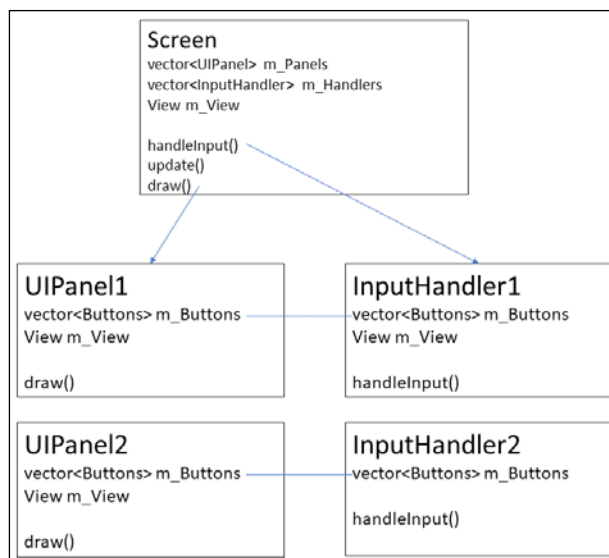 Screen
vector<UIPanel> m_Panels
vector<InputHandler> m_Handlers
View m_View
handleInput()
update()
draw()
UIPanel1
vector<Buttons> m_Buttons
View m_View
draw()
InputHandler1
vector<Buttons> m_Buttons
View m_View
handleInput()
UIPanel2
vector<Buttons> m_Buttons
View m_View
draw()
InputHandler2
vector<Buttons> m_Buttons
handleInput()